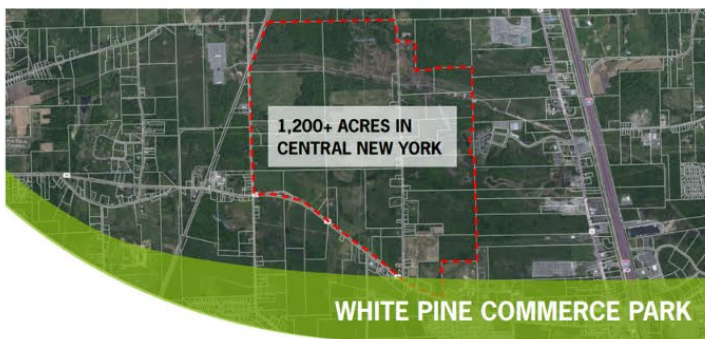 1,200+ ACRES IN
CENTRAL NEW YORK
WHITE PINE COMMERCE PARK